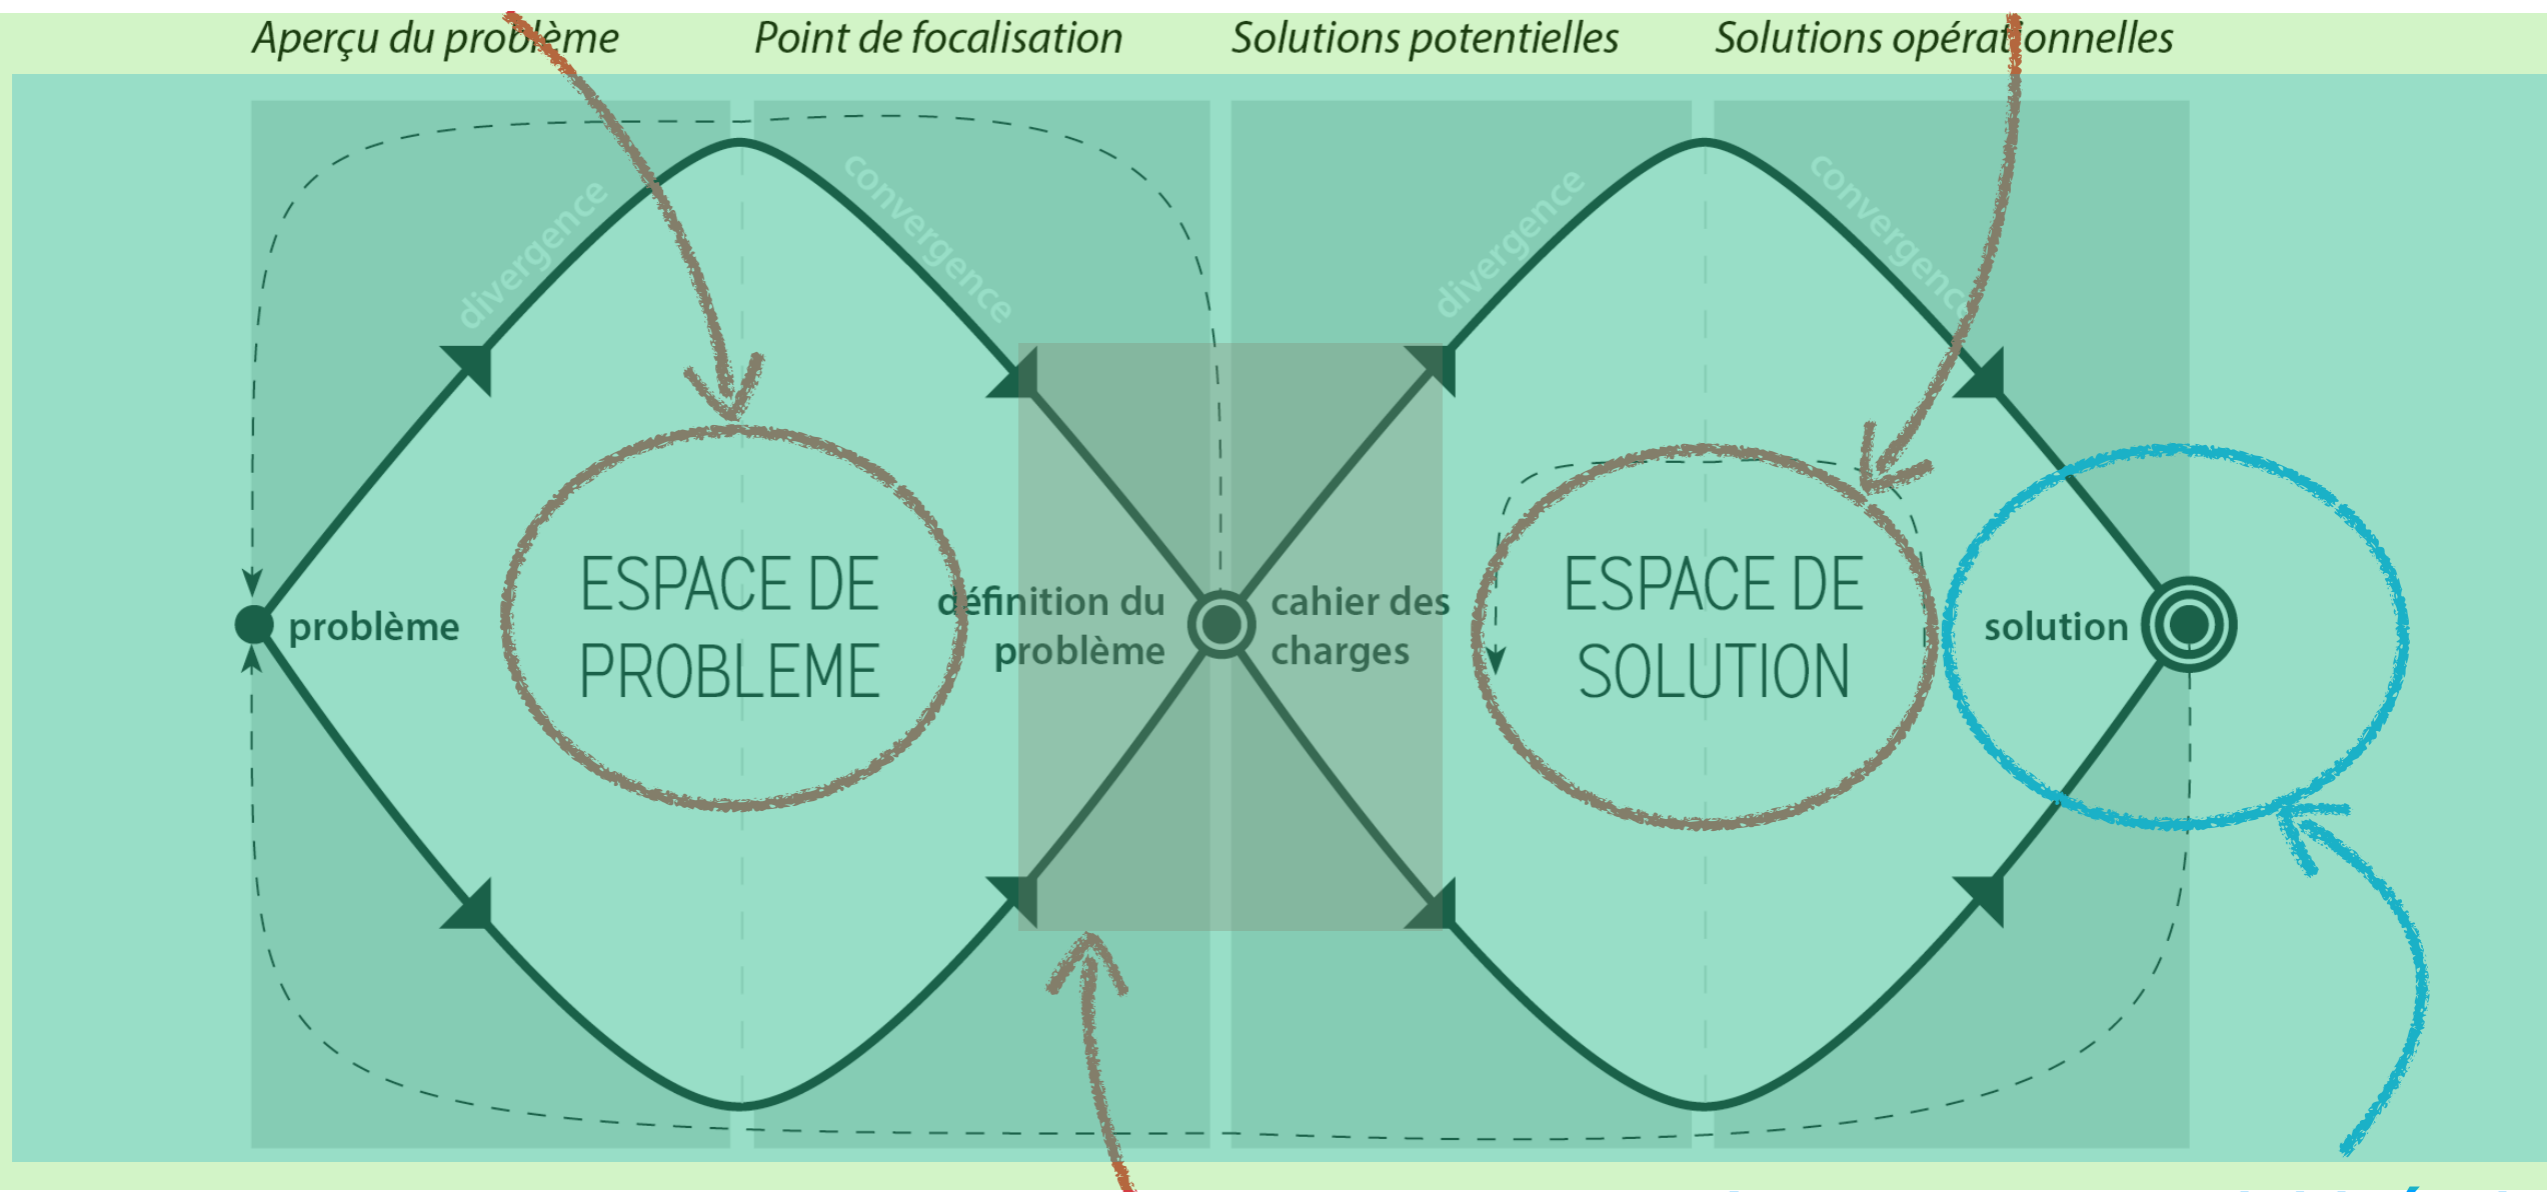 Aperçu du problème
Point de focalisation
Solutions potentielles
Solutions opérationnelles
divergence
convergence
divergence
convergence
problème
ESPACE DE
PROBLEME
définition du
problème
cahier des
charges
ESPACE DE
SOLUTION
solution